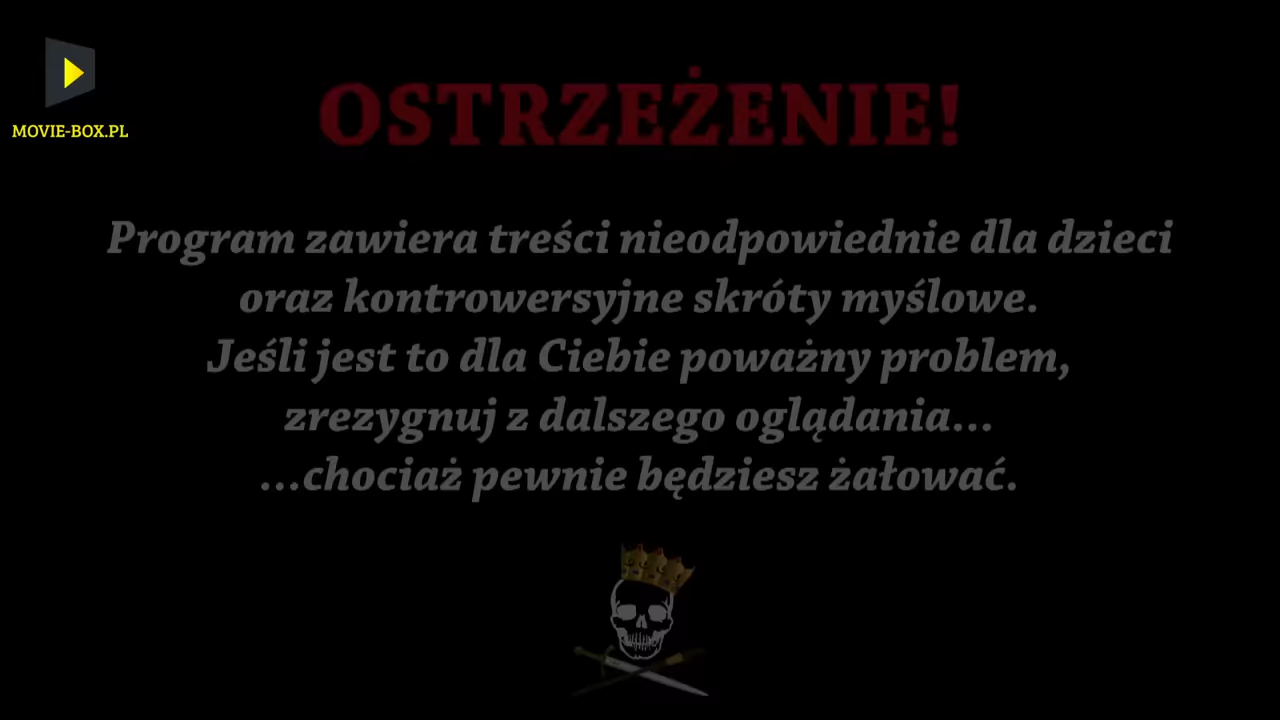 MOVIE-BOX.PL
OSTRZEŻENIE!
Program zawiera treści nieodpowiednie dla dzieci
oraz kontrowersyjne skróty myślowe.
Jeśli jest to dla Ciebie poważny problem,
zrezygnuj z dalszego oglądania...
...chociaż pewnie będziesz żałować.